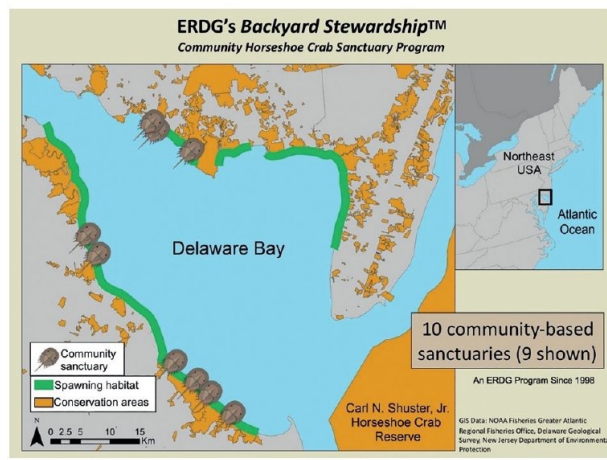 ERDG's Backyard Stewardship™
Community Horseshoe Crab Sanctuary Program
Northeast
USA
Atlantic
Ocean
Delaware Bay
10 community-based
sanctuaries (9 shown)
An ERDG Program Since 1998
Community
sanctuary
Spawning habitat
Conservation areas
N
0 2.5 5 10 15
Km
Carl N. Shuster, Jr.
Horseshoe Crab
Reserve
GIS Data: NOAA Fisheries Greater Atlantic
Regional Fisheries Office, Delaware Geological
Survey, New Jersey Department of Environmental
Protection